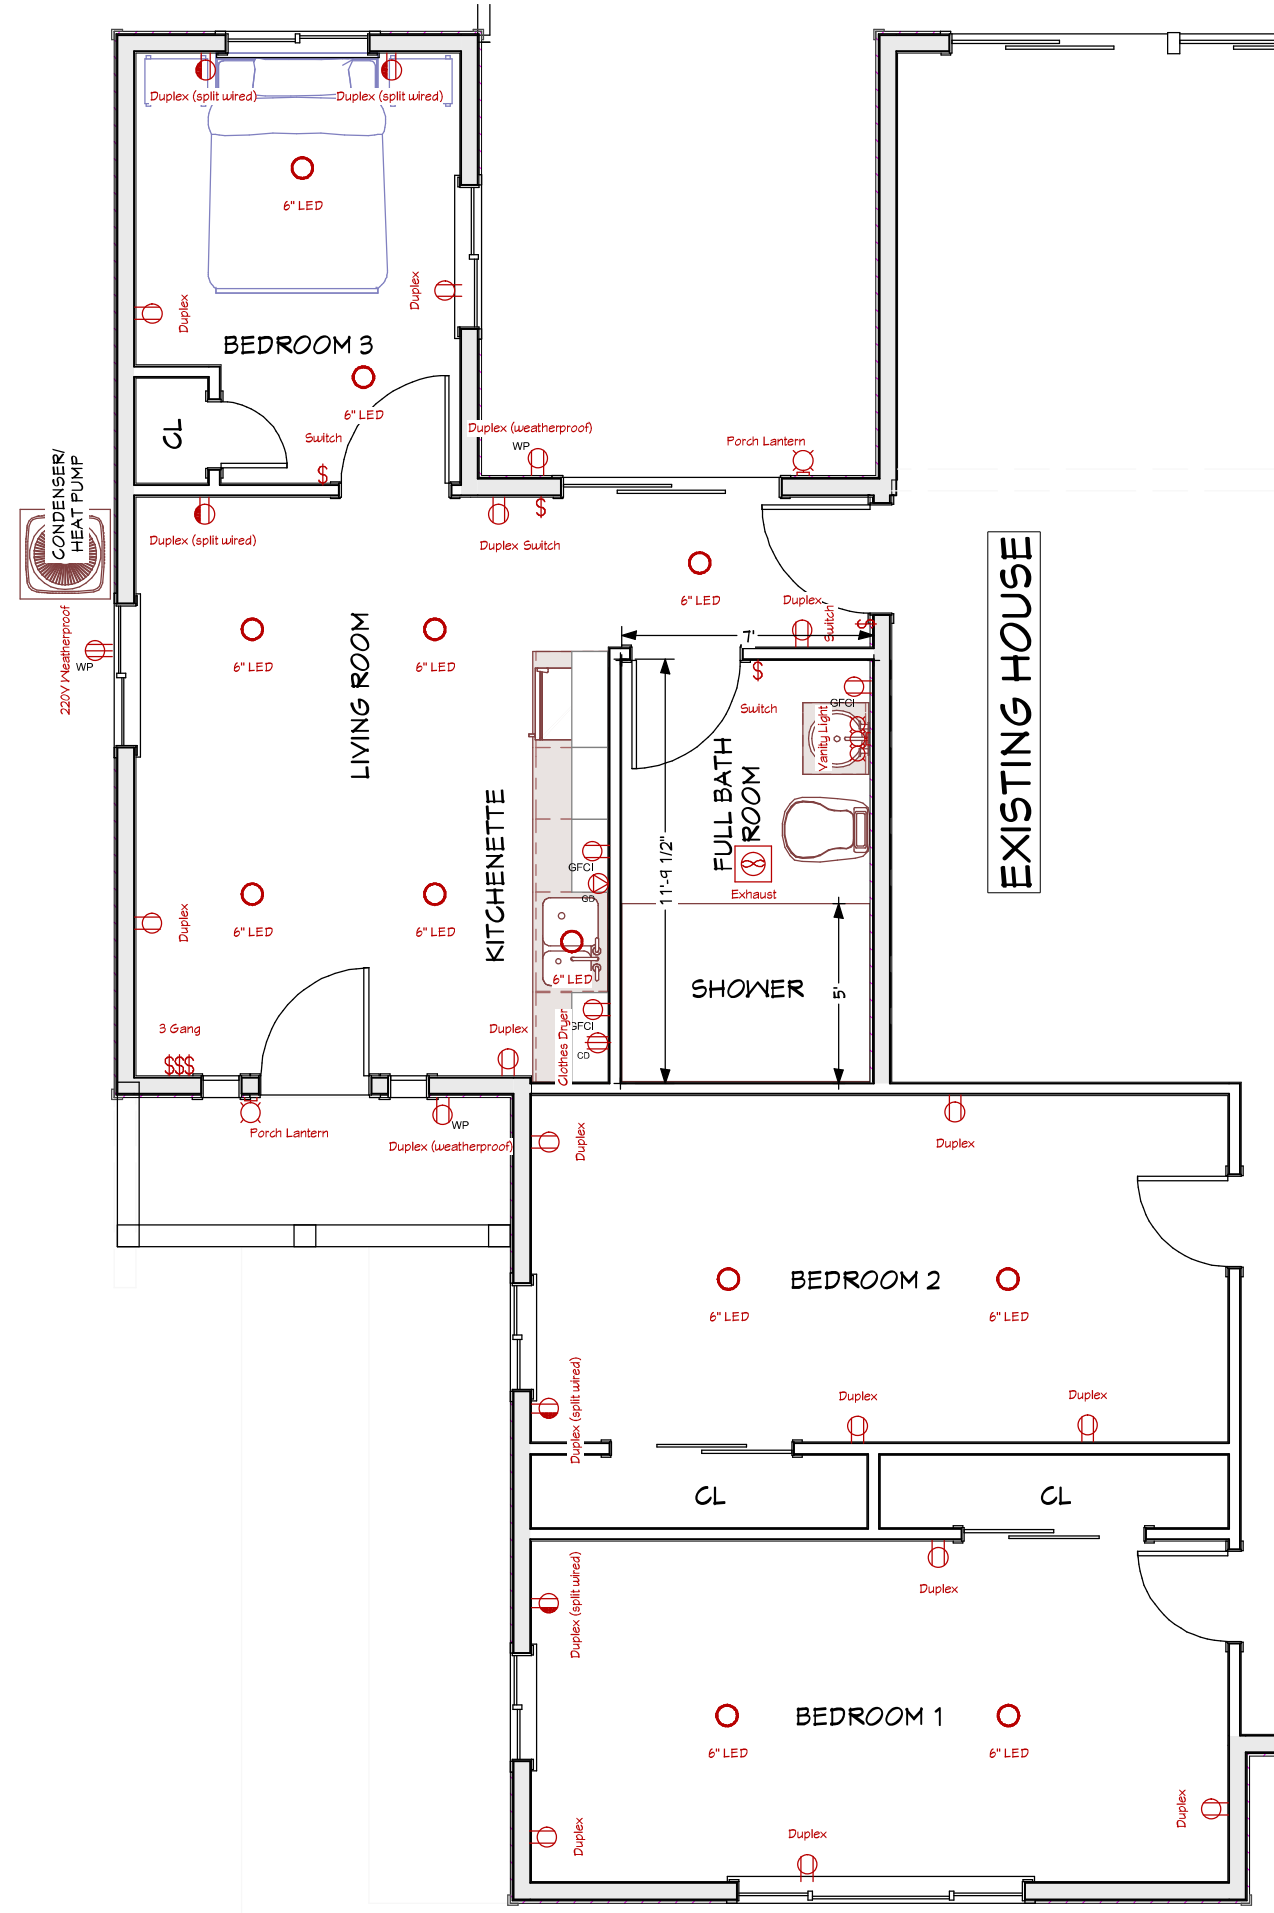 Duplex (split wired)
Duplex (split wired)
6" LED
Duplex
Duplex
BEDROOM 3
6" LED
CL
Switch
$
Duplex (weatherproof)
WP
Porch Lantern
CONDENSER/
HEAT PUMP
Duplex (split wired)
$
Duplex Switch
6" LED
Duplex
Switch
$
7'
220V Weatherproof
WP
6" LED
6" LED
LIVING ROOM
$
Switch
GFCI
Vanity Light
EXISTING HOUSE
FULL BATH
ROOM
KITCHENETTE
11'-9 1/2"
GFCI
GD
Exhaust
Duplex
6" LED
6" LED
6" LED
SHOWER
5'
3 Gang
$$$
Duplex
GFCI
Clothes Dryer
CD
Porch Lantern
WP
Duplex (weatherproof)
Duplex
Duplex
6" LED
BEDROOM 2
6" LED
Duplex (split wired)
Duplex
Duplex
CL
CL
Duplex (split wired)
Duplex
BEDROOM 1
6" LED
6" LED
Duplex
Duplex
Duplex